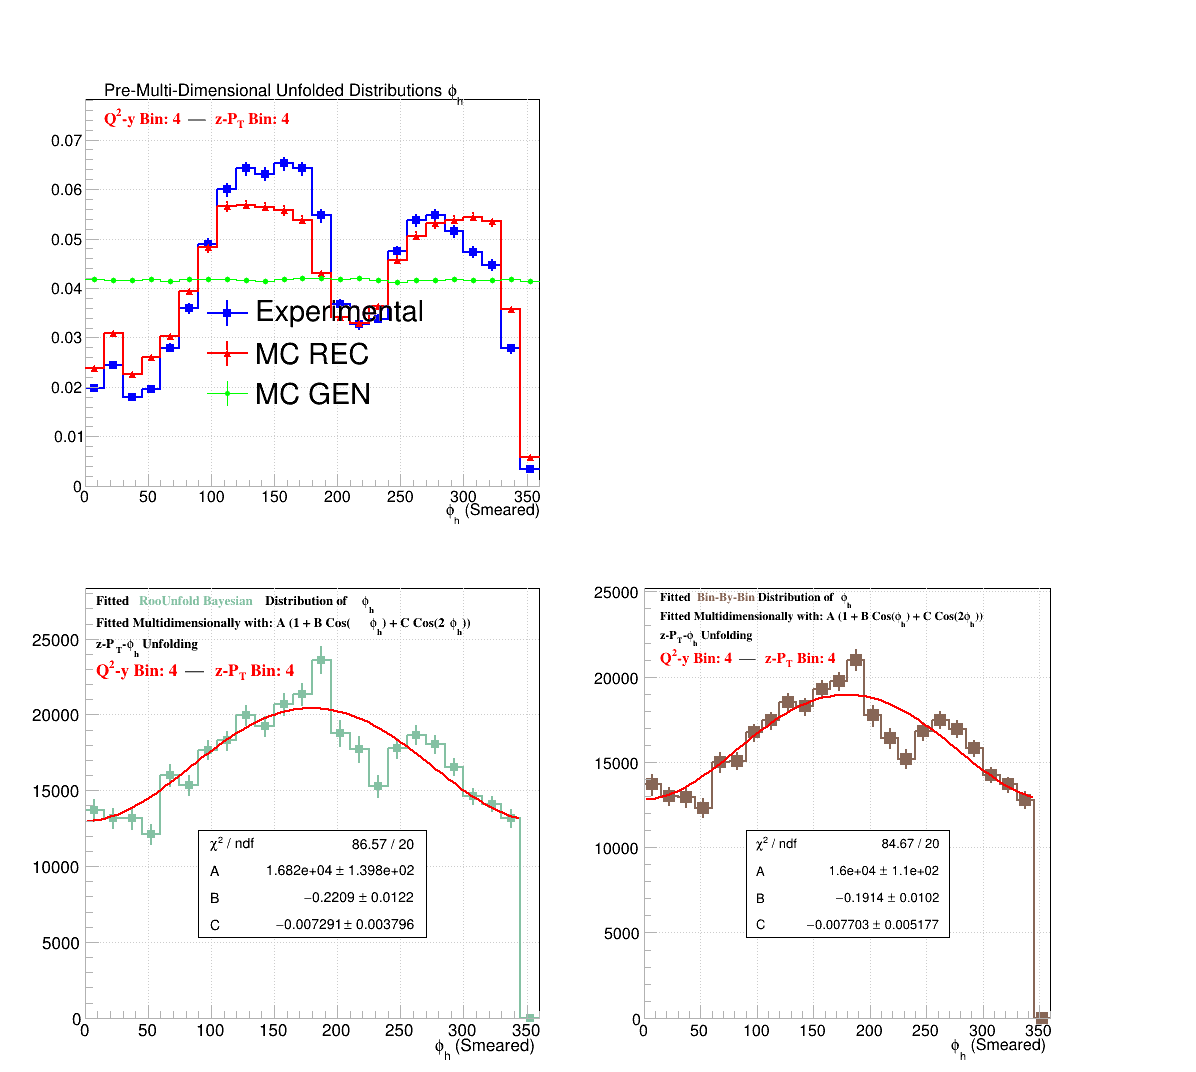 Pre-Multi-Dimensional Unfolded Distributions ϕh
Q2-y Bin: 4 — z-PT Bin: 4
0.07
0.06
0.05
0.04
0.03
0.02
0.01
0
Experimental
MC REC
MC GEN
0 50 100 150 200 250 300 350
ϕh (Smeared)
Fitted RooUnfold Bayesian Distribution of ϕh
Fitted Multidimensionally with: A (1 + B Cos( ϕh) + C Cos(2 ϕh))
z-PT-ϕh Unfolding
Q2-y Bin: 4 — z-PT Bin: 4
25000
20000
15000
10000
5000
0
χ2 / ndf 86.57 / 20
A 1.682e+04 ± 1.398e+02
B −0.2209 ± 0.0122
C −0.007291 ± 0.003796
0 50 100 150 200 250 300 350
ϕh (Smeared)
Fitted Bin-By-Bin Distribution of ϕh
Fitted Multidimensionally with: A (1 + B Cos(ϕh) + C Cos(2ϕh))
z-PT-ϕh Unfolding
Q2-y Bin: 4 — z-PT Bin: 4
25000
20000
15000
10000
5000
0
χ2 / ndf 84.67 / 20
A 1.6e+04 ± 1.1e+02
B −0.1914 ± 0.0102
C −0.007703 ± 0.005177
0 50 100 150 200 250 300 350
ϕh (Smeared)